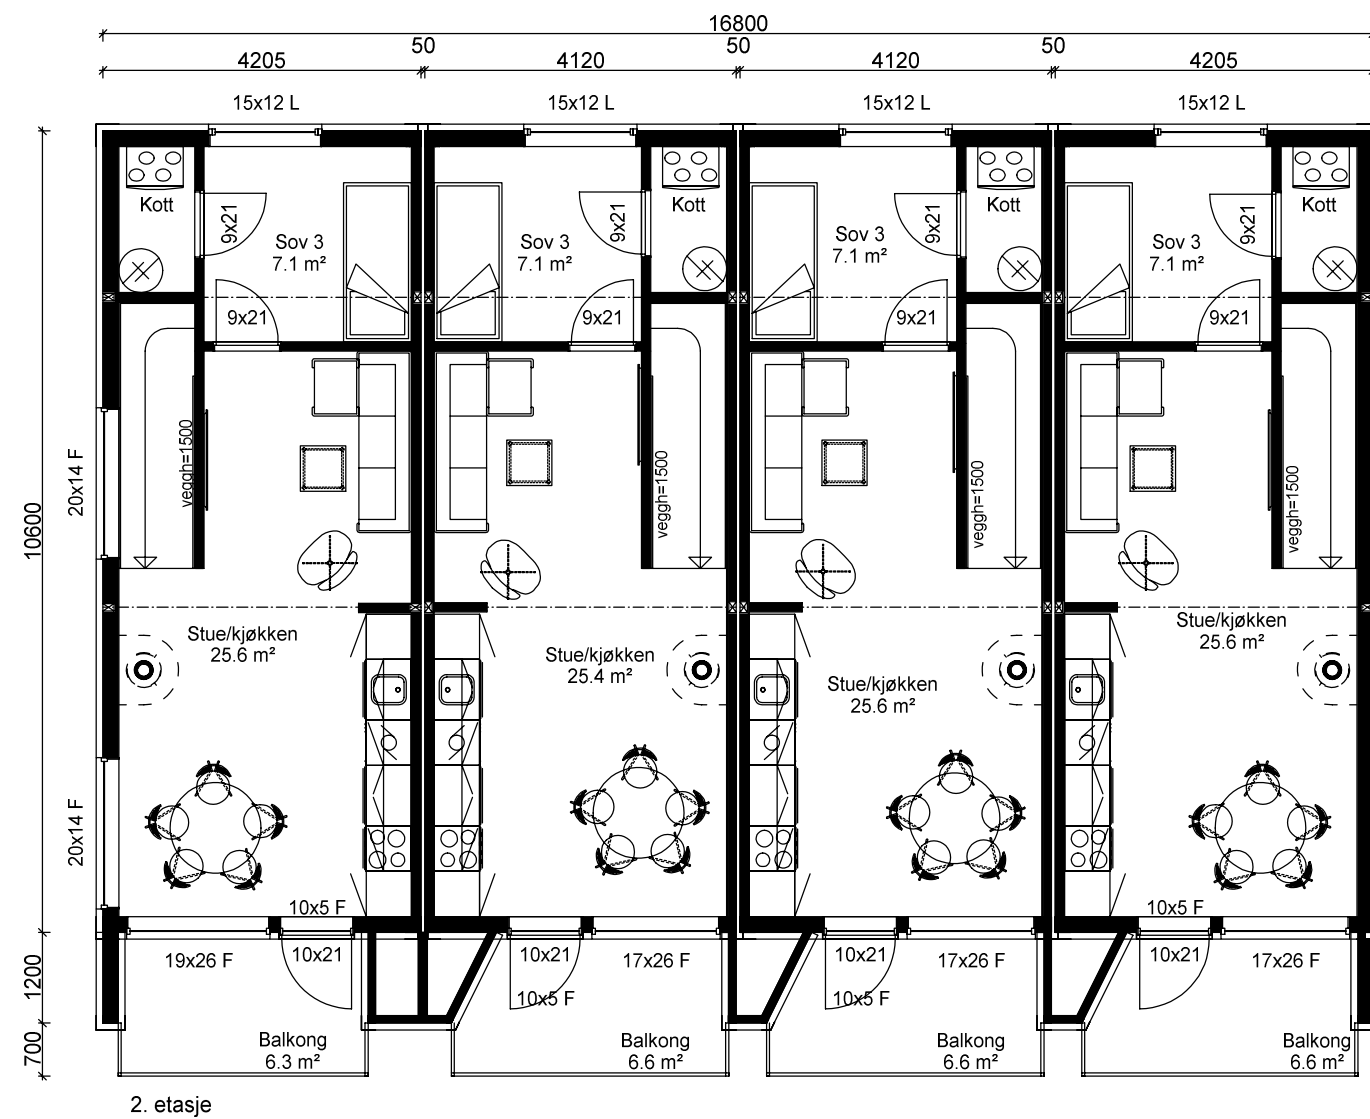 16800
4205 50 4120 50 4120 50 4205
15x12 L 15x12 L 15x12 L 15x12 L
Kott 9x21 Sov 3 7.1 m² 9x21
Sov 3 7.1 m² 9x21 Kott 9x21
Sov 3 7.1 m² 9x21 Kott 9x21
Sov 3 7.1 m² 9x21 Kott 9x21
veggh=1500 veggh=1500 veggh=1500 veggh=1500
20x14 F
10600
Stue/kjøkken
25.6 m²
Stue/kjøkken
25.4 m²
Stue/kjøkken
25.6 m²
Stue/kjøkken
25.6 m²
20x14 F
10x5 F 10x5 F
19x26 F 10x21 10x21 17x26 F 10x21 17x26 F 10x21 17x26 F
10x5 F 10x5 F
1200
700
Balkong
6.3 m²
Balkong
6.6 m²
Balkong
6.6 m²
Balkong
6.6 m²
2. etasje